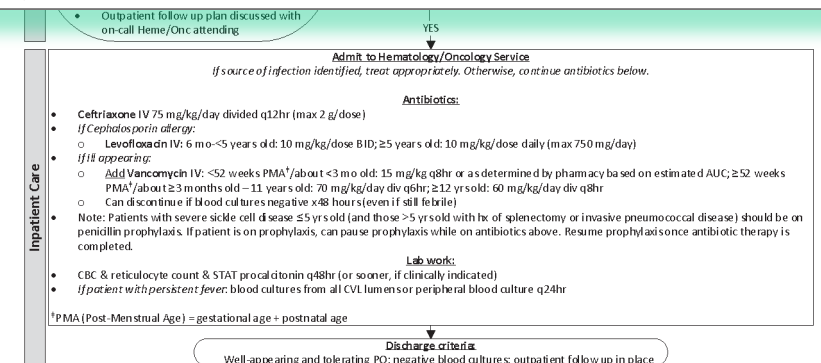 • Outpatient follow up plan discussed with
on-call Heme/Onc attending
YES
Inpatient Care
Admit to Hematology/Oncology Service
If source of infection identified, treat appropriately. Otherwise, continue antibiotics below.
Antibiotics:
• Ceftriaxone IV 75 mg/kg/day divided q12hr (max 2 g/dose)
• If Cephalosporin allergy:
o Levofloxacin IV: 6 mo-<5 years old: 10 mg/kg/dose BID; ≥5 years old: 10 mg/kg/dose daily (max 750 mg/day)
• If ill appearing:
o Add Vancomycin IV: <52 weeks PMA‡/about <3 mo old: 15 mg/kg q8hr or as determined by pharmacy based on estimated AUC; ≥52 weeks
PMA‡/about ≥3 months old – 11 years old: 70 mg/kg/day div q6hr; ≥12 yrs old: 60 mg/kg/day div q8hr
o Can discontinue if blood cultures negative x48 hours (even if still febrile)
• Note: Patients with severe sickle cell disease ≤5 yrs old (and those >5 yrs old with hx of splenectomy or invasive pneumococcal disease) should be on
penicillin prophylaxis. If patient is on prophylaxis, can pause prophylaxis while on antibiotics above. Resume prophylaxis once antibiotic therapy is
completed.
Lab work:
• CBC & reticulocyte count & STAT procalcitonin q48hr (or sooner, if clinically indicated)
• If patient with persistent fever: blood cultures from all CVL lumens or peripheral blood culture q24hr
‡PMA (Post-Menstrual Age) = gestational age + postnatal age
Discharge criteria:
Well-appearing and tolerating PO; negative blood cultures; outpatient follow up in place